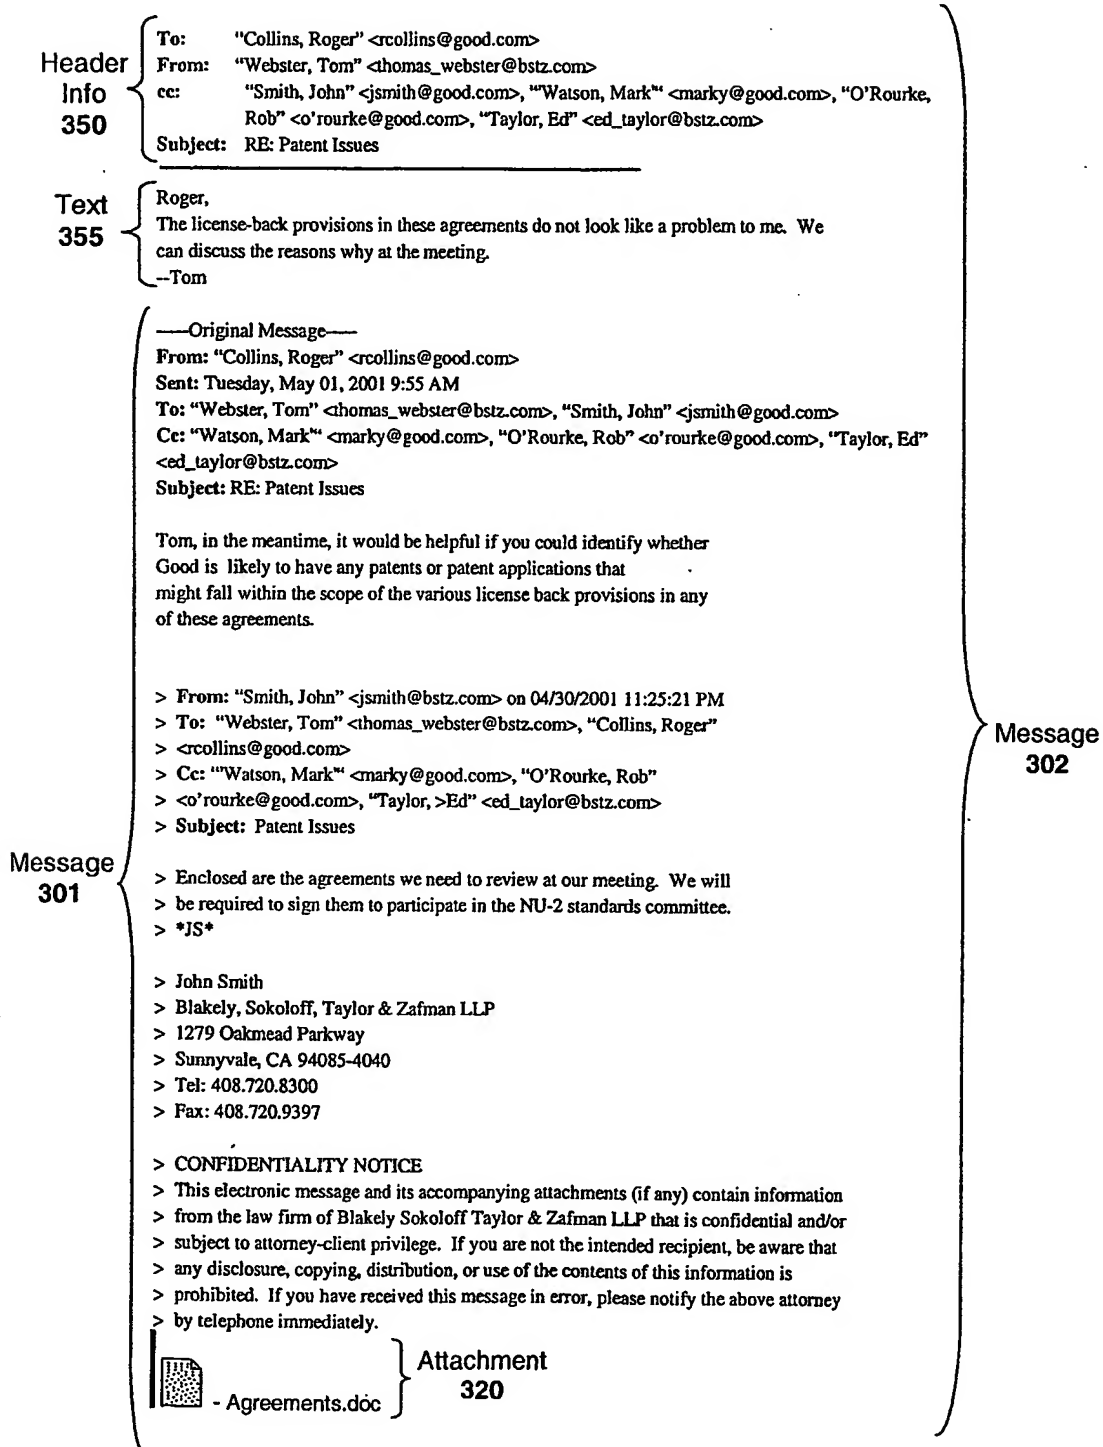 To: "Collins, Roger" <rcollins@good.com>
Header From: "Webster, Tom" <thomas_webster@bstz.com>
Info cc: "Smith, John" <jsmith@good.com>, "'Watson, Mark'" <marky@good.com>, "O'Rourke,
350 Rob" <o'rourke@good.com>, "Taylor, Ed" <ed_taylor@bstz.com>
Subject: RE: Patent Issues
Text
355
Roger,
The license-back provisions in these agreements do not look like a problem to me. We
can discuss the reasons why at the meeting.
--Tom
-----Original Message-----
From: "Collins, Roger" <rcollins@good.com>
Sent: Tuesday, May 01, 2001 9:55 AM
To: "Webster, Tom" <thomas_webster@bstz.com>, "Smith, John" <jsmith@good.com>
Cc: "Watson, Mark'" <marky@good.com>, "O'Rourke, Rob" <o'rourke@good.com>, "Taylor, Ed"
<ed_taylor@bstz.com>
Subject: RE: Patent Issues
Tom, in the meantime, it would be helpful if you could identify whether
Good is likely to have any patents or patent applications that
might fall within the scope of the various license back provisions in any
of these agreements.
> From: "Smith, John" <jsmith@bstz.com> on 04/30/2001 11:25:21 PM
> To: "Webster, Tom" <thomas_webster@bstz.com>, "Collins, Roger"
> <rcollins@good.com>
> Cc: "'Watson, Mark'" <marky@good.com>, "O'Rourke, Rob"
> <o'rourke@good.com>, "Taylor, >Ed" <ed_taylor@bstz.com>
> Subject: Patent Issues
Message
302
Message
301
> Enclosed are the agreements we need to review at our meeting. We will
> be required to sign them to participate in the NU-2 standards committee.
> *JS*
> John Smith
> Blakely, Sokoloff, Taylor & Zafman LLP
> 1279 Oakmead Parkway
> Sunnyvale, CA 94085-4040
> Tel: 408.720.8300
> Fax: 408.720.9397
> CONFIDENTIALITY NOTICE
> This electronic message and its accompanying attachments (if any) contain information
> from the law firm of Blakely Sokoloff Taylor & Zafman LLP that is confidential and/or
> subject to attorney-client privilege. If you are not the intended recipient, be aware that
> any disclosure, copying, distribution, or use of the contents of this information is
> prohibited. If you have received this message in error, please notify the above attorney
> by telephone immediately.
- Agreements.doc
Attachment
320